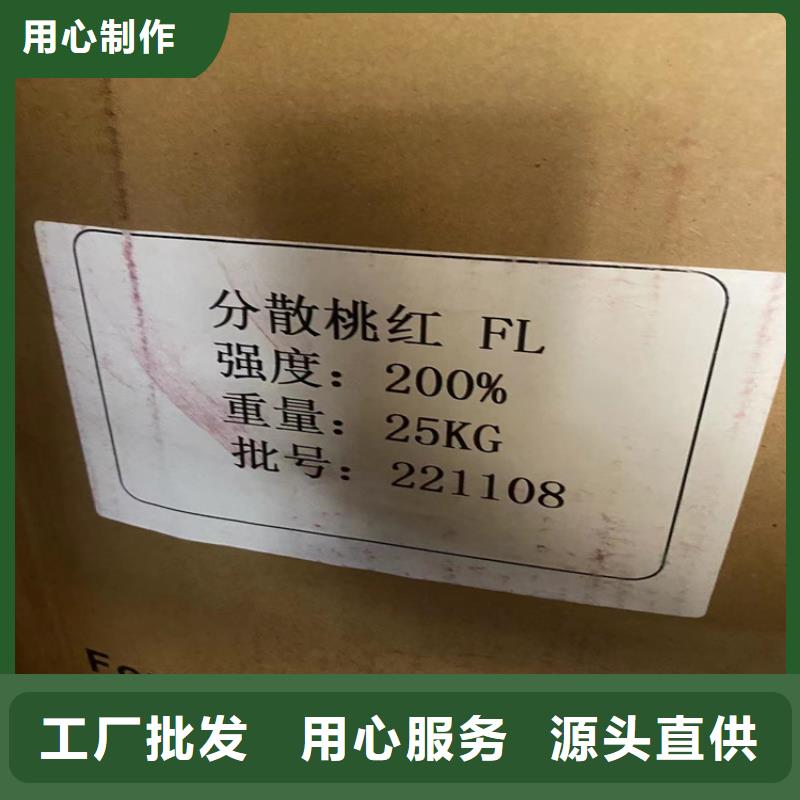 用心制作
分散桃红 FL
强度：200%
重量：25KG
批号：221108
工厂批发 用心服务 源头直供